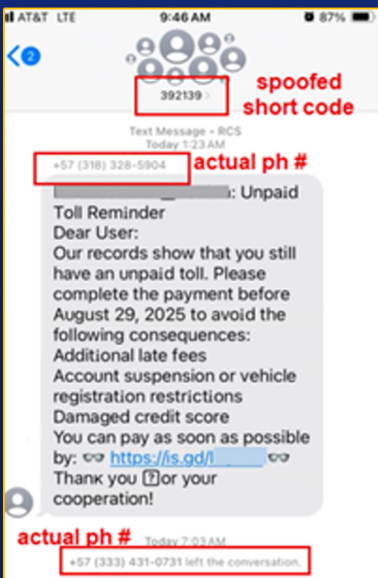 AT&T LTE 9:46 AM 87%
2
392139 >
spoofed
short code
Text Message • RCS
Today 1:23 AM
+57 (318) 328-5904 actual ph #
: Unpaid
Toll Reminder
Dear User:
Our records show that you still
have an unpaid toll. Please
complete the payment before
August 29, 2025 to avoid the
following consequences:
Additional late fees
Account suspension or vehicle
registration restrictions
Damaged credit score
You can pay as soon as possible
by: 👓 https://is.gd/l 👓
Thanк you ⍰or your
cooperation!
actual ph #
Today 7:03 AM
+57 (333) 431-0731 left the conversation.